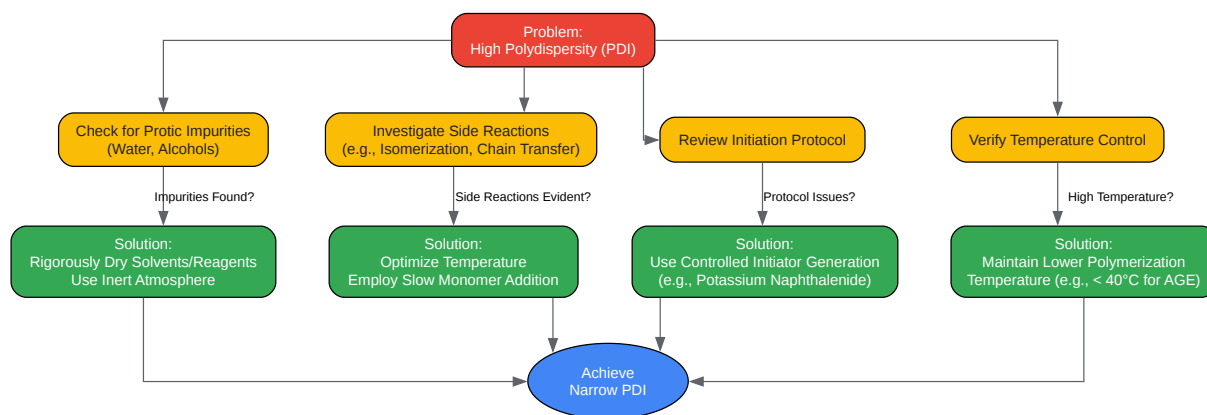 Problem:
High Polydispersity (PDI)
Check for Protic Impurities
(Water, Alcohols)
Investigate Side Reactions
(e.g., Isomerization, Chain Transfer)
Review Initiation Protocol
Verify Temperature Control
Impurities Found?
Side Reactions Evident?
Protocol Issues?
High Temperature?
Solution:
Rigorously Dry Solvents/Reagents
Use Inert Atmosphere
Solution:
Optimize Temperature
Employ Slow Monomer Addition
Solution:
Use Controlled Initiator Generation
(e.g., Potassium Naphthalenide)
Solution:
Maintain Lower Polymerization
Temperature (e.g., < 40°C for AGE)
Achieve
Narrow PDI